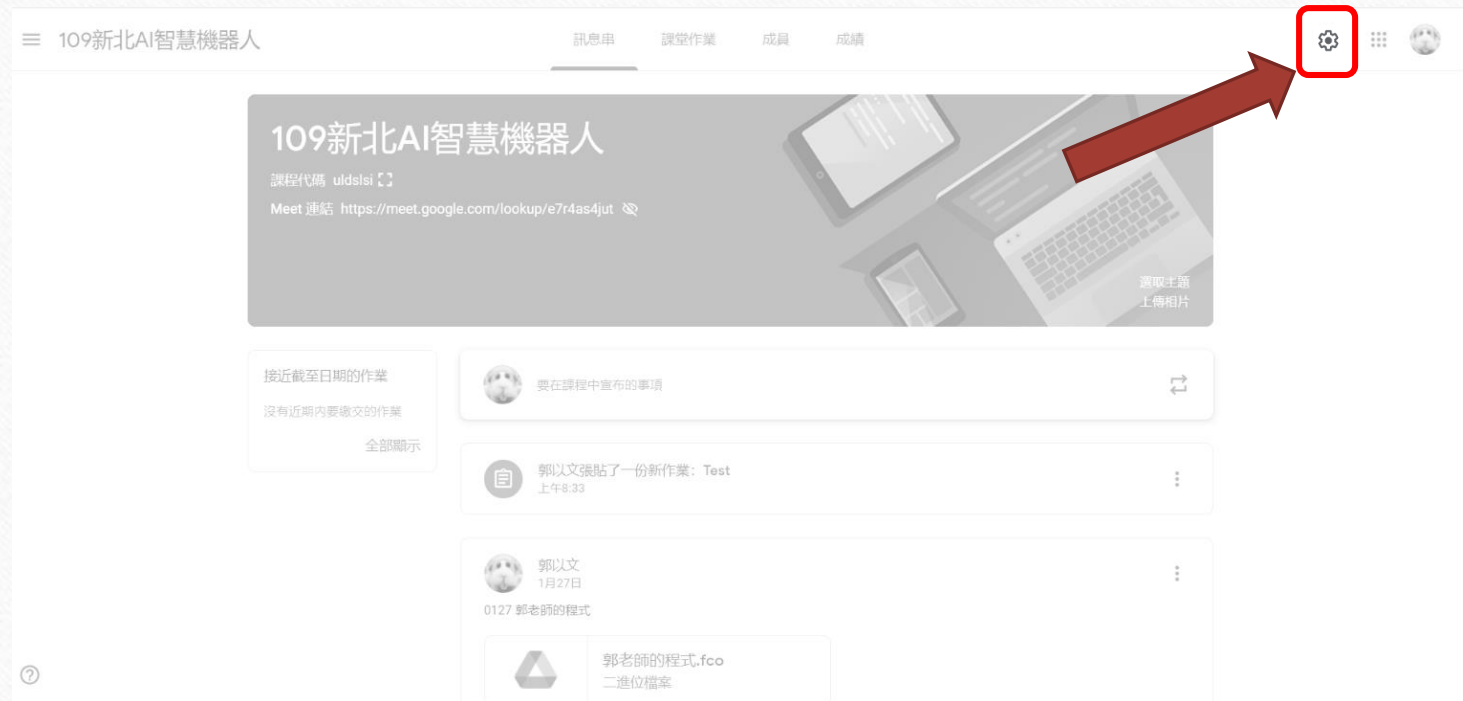 109新北AI智慧機器人
訊息串 課堂作業 成員 成績
109新北AI智慧機器人
課程代碼 uldslsi
Meet 連結 https://meet.google.com/lookup/e7r4as4jut
選取主題
上傳相片
接近截至日期的作業
沒有近期內要繳交的作業
全部顯示
要在課程中宣布的事項
郭以文張貼了一份新作業：Test
上午8:33
郭以文
1月27日
0127 郭老師的程式
郭老師的程式.fco
二進位檔案